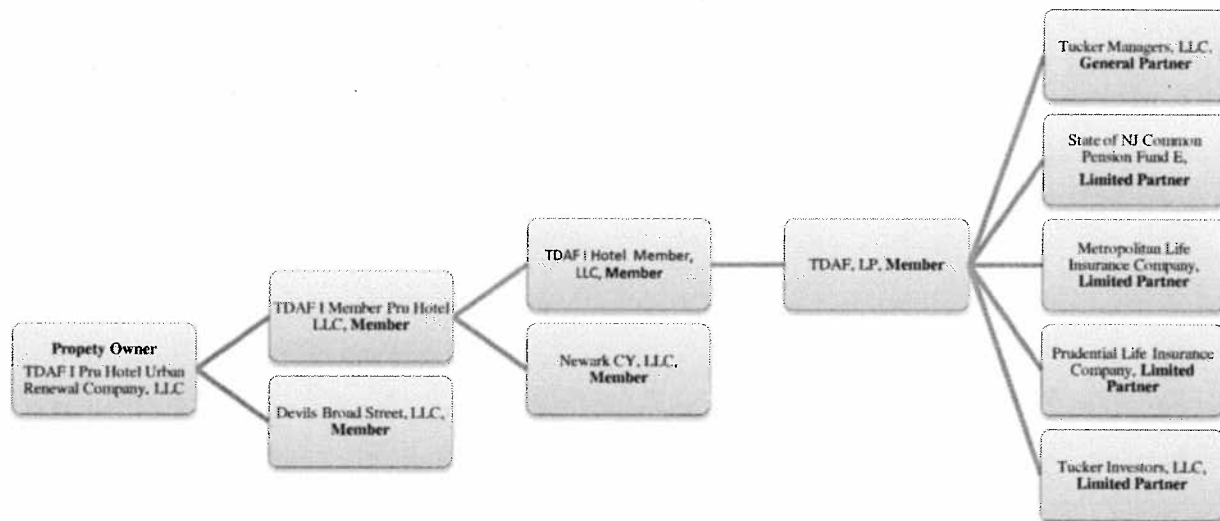 Propety Owner
TDAF I Pru Hotel Urban
Renewal Company, LLC
TDAF I Member Pru Hotel
LLC, Member
Devils Broad Street, LLC,
Member
TDAF I Hotel Member,
LLC, Member
Newark CY, LLC,
Member
TDAF, LP, Member
Tucker Managers, LLC,
General Partner
State of NJ Common
Pension Fund E,
Limited Partner
Metropolitan Life
Insurance Company,
Limited Partner
Prudential Life Insurance
Company, Limited
Partner
Tucker Investors, LLC,
Limited Partner